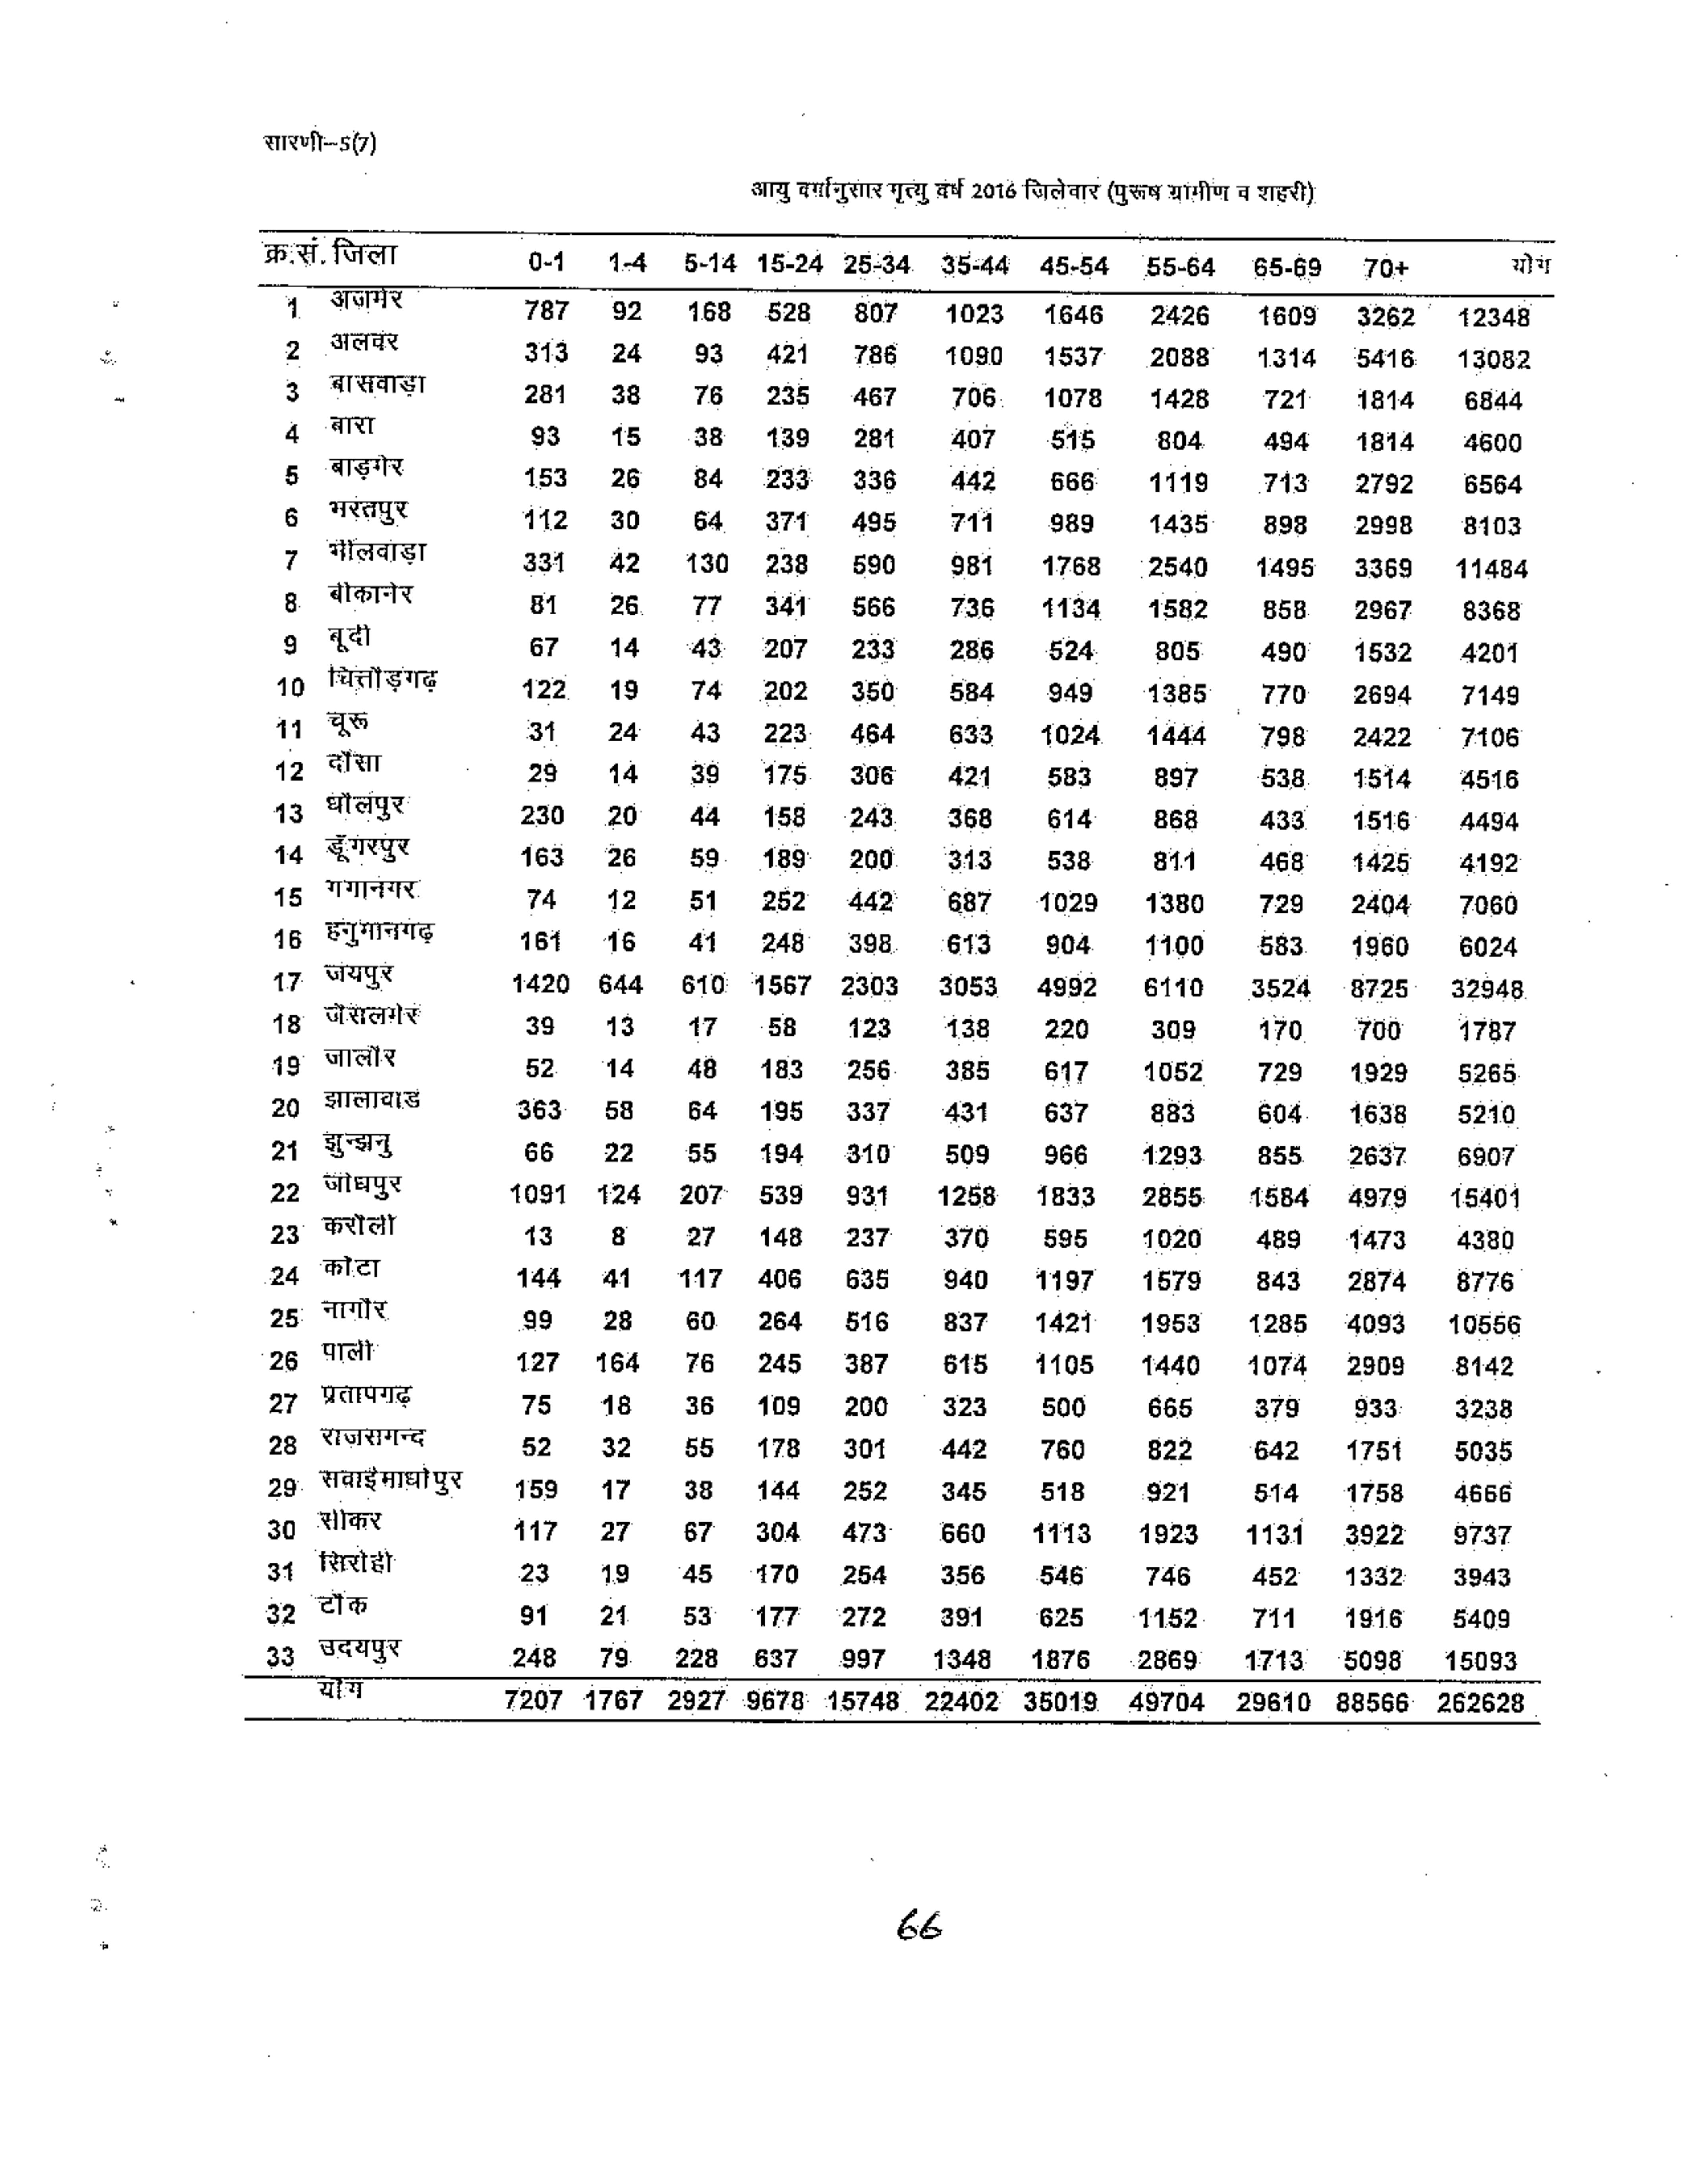 सारणी–5(7)
आयु वर्गानुसार मृत्यु वर्ष 2016 जिलेवार (पुरूष ग्रामीण व शहरी)
क्र.सं. जिला 0-1 1-4 5-14 15-24 25-34 35-44 45-54 55-64 65-69 70+ योग
1 अजमेर 787 92 168 528 807 1023 1646 2426 1609 3262 12348
2 अलवर 313 24 93 421 786 1090 1537 2088 1314 5416 13082
3 बासवाड़ा 281 38 76 235 467 706 1078 1428 721 1814 6844
4 बारा 93 15 38 139 281 407 515 804 494 1814 4600
5 बाड़मेर 153 26 84 233 336 442 666 1119 713 2792 6564
6 भरतपुर 112 30 64 371 495 711 989 1435 898 2998 8103
7 भीलवाड़ा 331 42 130 238 590 981 1768 2540 1495 3369 11484
8 बीकानेर 81 26 77 341 566 736 1134 1582 858 2967 8368
9 बूदी 67 14 43 207 233 286 524 805 490 1532 4201
10 चित्तौड़गढ़ 122 19 74 202 350 584 949 1385 770 2694 7149
11 चूरू 31 24 43 223 464 633 1024 1444 798 2422 7106
12 दौसा 29 14 39 175 306 421 583 897 538 1514 4516
13 धौलपुर 230 20 44 158 243 368 614 868 433 1516 4494
14 डूँगरपुर 163 26 59 189 200 313 538 811 468 1425 4192
15 गगानगर 74 12 51 252 442 687 1029 1380 729 2404 7060
16 हनुमानगढ़ 161 16 41 248 398 613 904 1100 583 1960 6024
17 जयपुर 1420 644 610 1567 2303 3053 4992 6110 3524 8725 32948
18 जैसलमेर 39 13 17 58 123 138 220 309 170 700 1787
19 जालौर 52 14 48 183 256 385 617 1052 729 1929 5265
20 झालावाड 363 58 64 195 337 431 637 883 604 1638 5210
21 झुन्झनु 66 22 55 194 310 509 966 1293 855 2637 6907
22 जोधपुर 1091 124 207 539 931 1258 1833 2855 1584 4979 15401
23 करौली 13 8 27 148 237 370 595 1020 489 1473 4380
24 कोटा 144 41 117 406 635 940 1197 1579 843 2874 8776
25 नागौर 99 28 60 264 516 837 1421 1953 1285 4093 10556
26 पाली 127 164 76 245 387 615 1105 1440 1074 2909 8142
27 प्रतापगढ़ 75 18 36 109 200 323 500 665 379 933 3238
28 राजसमन्द 52 32 55 178 301 442 760 822 642 1751 5035
29 सवाईमाधोपुर 159 17 38 144 252 345 518 921 514 1758 4666
30 सीकर 117 27 67 304 473 660 1113 1923 1131 3922 9737
31 सिरोही 23 19 45 170 254 356 546 746 452 1332 3943
32 टोंक 91 21 53 177 272 391 625 1152 711 1916 5409
33 उदयपुर 248 79 228 637 997 1348 1876 2869 1713 5098 15093
योग 7207 1767 2927 9678 15748 22402 35019 49704 29610 88566 262628
66